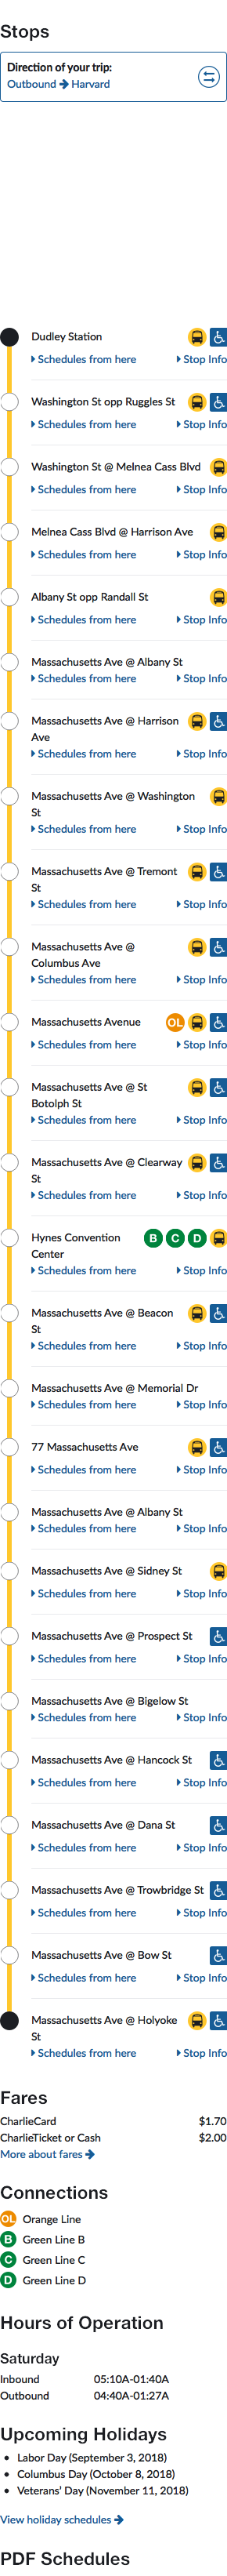 Stops
Direction of your trip:
Outbound → Harvard
Dudley Station
Schedules from here Stop Info
Washington St opp Ruggles St
Schedules from here Stop Info
Washington St @ Melnea Cass Blvd
Schedules from here Stop Info
Melnea Cass Blvd @ Harrison Ave
Schedules from here Stop Info
Albany St opp Randall St
Schedules from here Stop Info
Massachusetts Ave @ Albany St
Schedules from here Stop Info
Massachusetts Ave @ Harrison
Ave
Schedules from here Stop Info
Massachusetts Ave @ Washington
St
Schedules from here Stop Info
Massachusetts Ave @ Tremont
St
Schedules from here Stop Info
Massachusetts Ave @
Columbus Ave
Schedules from here Stop Info
Massachusetts Avenue OL
Schedules from here Stop Info
Massachusetts Ave @ St
Botolph St
Schedules from here Stop Info
Massachusetts Ave @ Clearway
St
Schedules from here Stop Info
Hynes Convention B C D
Center
Schedules from here Stop Info
Massachusetts Ave @ Beacon
St
Schedules from here Stop Info
Massachusetts Ave @ Memorial Dr
Schedules from here Stop Info
77 Massachusetts Ave
Schedules from here Stop Info
Massachusetts Ave @ Albany St
Schedules from here Stop Info
Massachusetts Ave @ Sidney St
Schedules from here Stop Info
Massachusetts Ave @ Prospect St
Schedules from here Stop Info
Massachusetts Ave @ Bigelow St
Schedules from here Stop Info
Massachusetts Ave @ Hancock St
Schedules from here Stop Info
Massachusetts Ave @ Dana St
Schedules from here Stop Info
Massachusetts Ave @ Trowbridge St
Schedules from here Stop Info
Massachusetts Ave @ Bow St
Schedules from here Stop Info
Massachusetts Ave @ Holyoke
St
Schedules from here Stop Info
Fares
CharlieCard $1.70
CharlieTicket or Cash $2.00
More about fares →
Connections
OL Orange Line
B Green Line B
C Green Line C
D Green Line D
Hours of Operation
Saturday
Inbound 05:10A-01:40A
Outbound 04:40A-01:27A
Upcoming Holidays
• Labor Day (September 3, 2018)
• Columbus Day (October 8, 2018)
• Veterans' Day (November 11, 2018)
View holiday schedules →
PDF Schedules